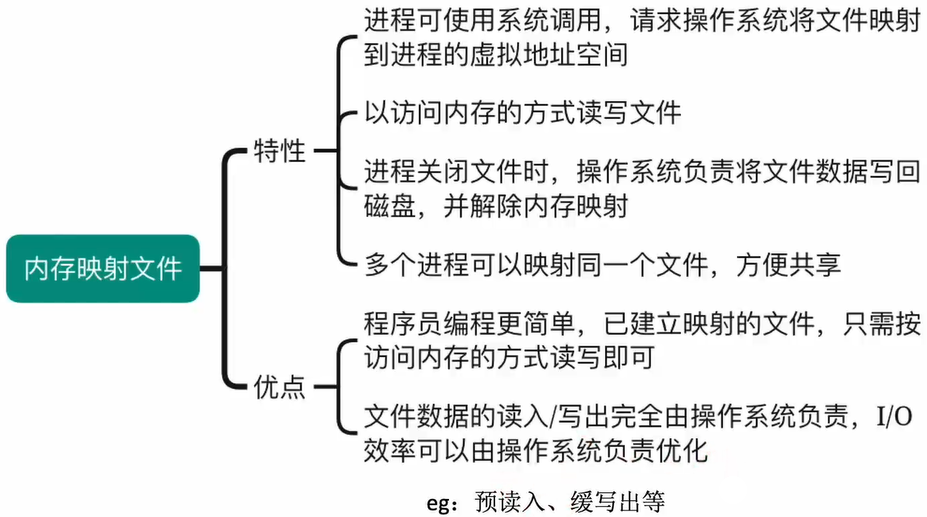 内存映射文件
特性
进程可使用系统调用，请求操作系统将文件映射
到进程的虚拟地址空间
以访问内存的方式读写文件
进程关闭文件时，操作系统负责将文件数据写回
磁盘，并解除内存映射
多个进程可以映射同一个文件，方便共享
优点
程序员编程更简单，已建立映射的文件，只需按
访问内存的方式读写即可
文件数据的读入/写出完全由操作系统负责，I/O
效率可以由操作系统负责优化
eg：预读入、缓写出等